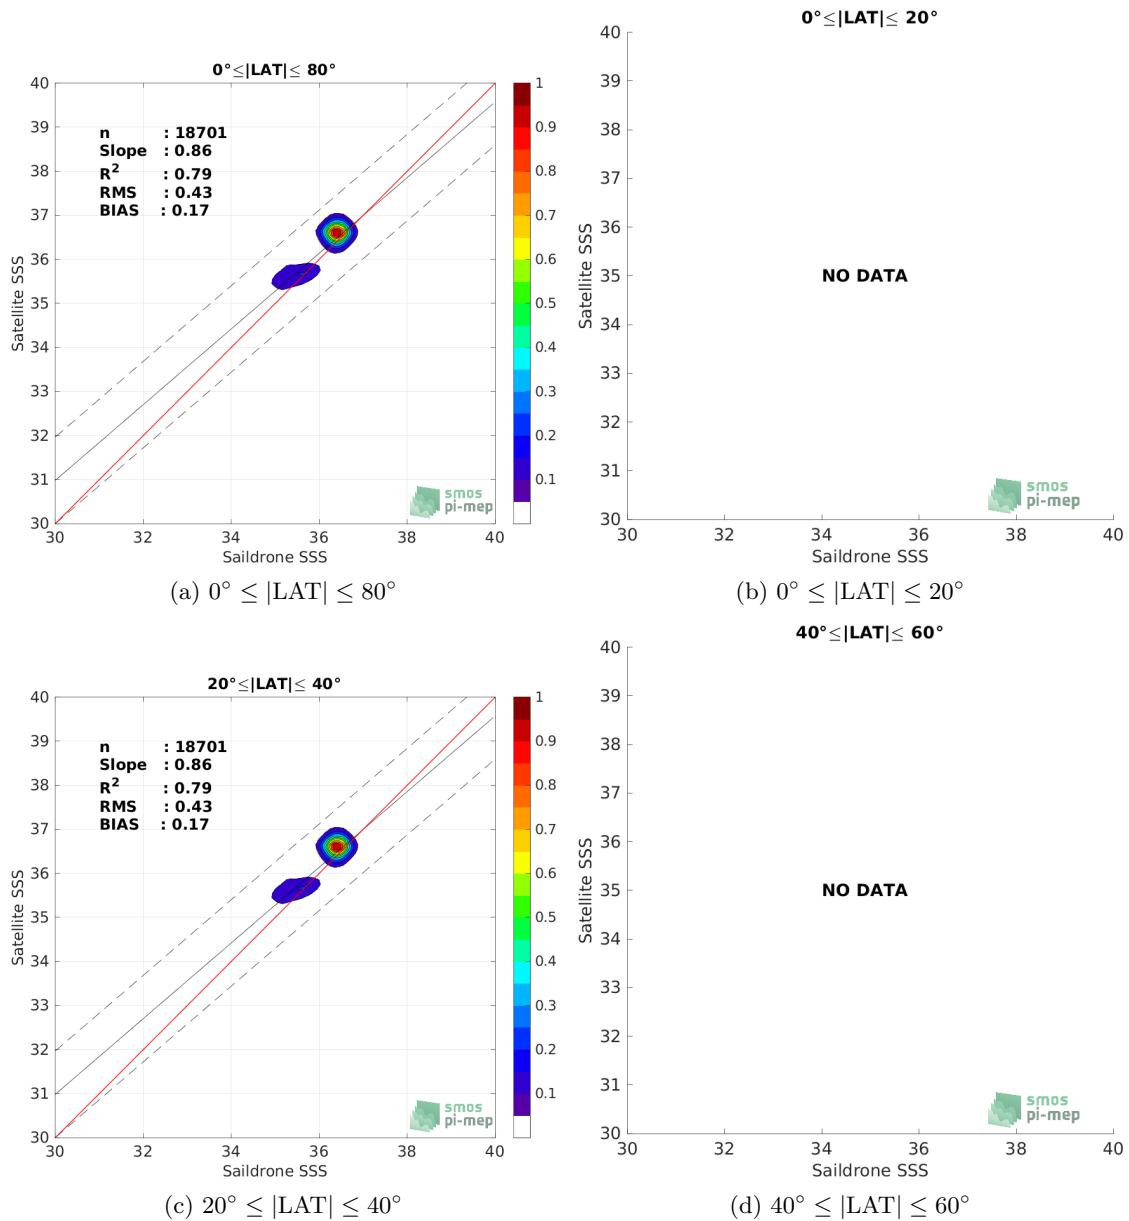 0°≤|LAT|≤ 80°
40
39
38
37
36
35
34
33
32
31
30
n : 18701
Slope : 0.86
R² : 0.79
RMS : 0.43
BIAS : 0.17
Satellite SSS
30 32 34 36 38 40
Saildrone SSS
smos
pi-mep
1
0.9
0.8
0.7
0.6
0.5
0.4
0.3
0.2
0.1
(a) 0° ≤ |LAT| ≤ 80°
0°≤|LAT|≤ 20°
40
39
38
37
36
35
34
33
32
31
30
NO DATA
Satellite SSS
30 32 34 36 38 40
Saildrone SSS
smos
pi-mep
(b) 0° ≤ |LAT| ≤ 20°
20°≤|LAT|≤ 40°
40
39
38
37
36
35
34
33
32
31
30
n : 18701
Slope : 0.86
R² : 0.79
RMS : 0.43
BIAS : 0.17
Satellite SSS
30 32 34 36 38 40
Saildrone SSS
smos
pi-mep
1
0.9
0.8
0.7
0.6
0.5
0.4
0.3
0.2
0.1
(c) 20° ≤ |LAT| ≤ 40°
40°≤|LAT|≤ 60°
40
39
38
37
36
35
34
33
32
31
30
NO DATA
Satellite SSS
30 32 34 36 38 40
Saildrone SSS
smos
pi-mep
(d) 40° ≤ |LAT| ≤ 60°